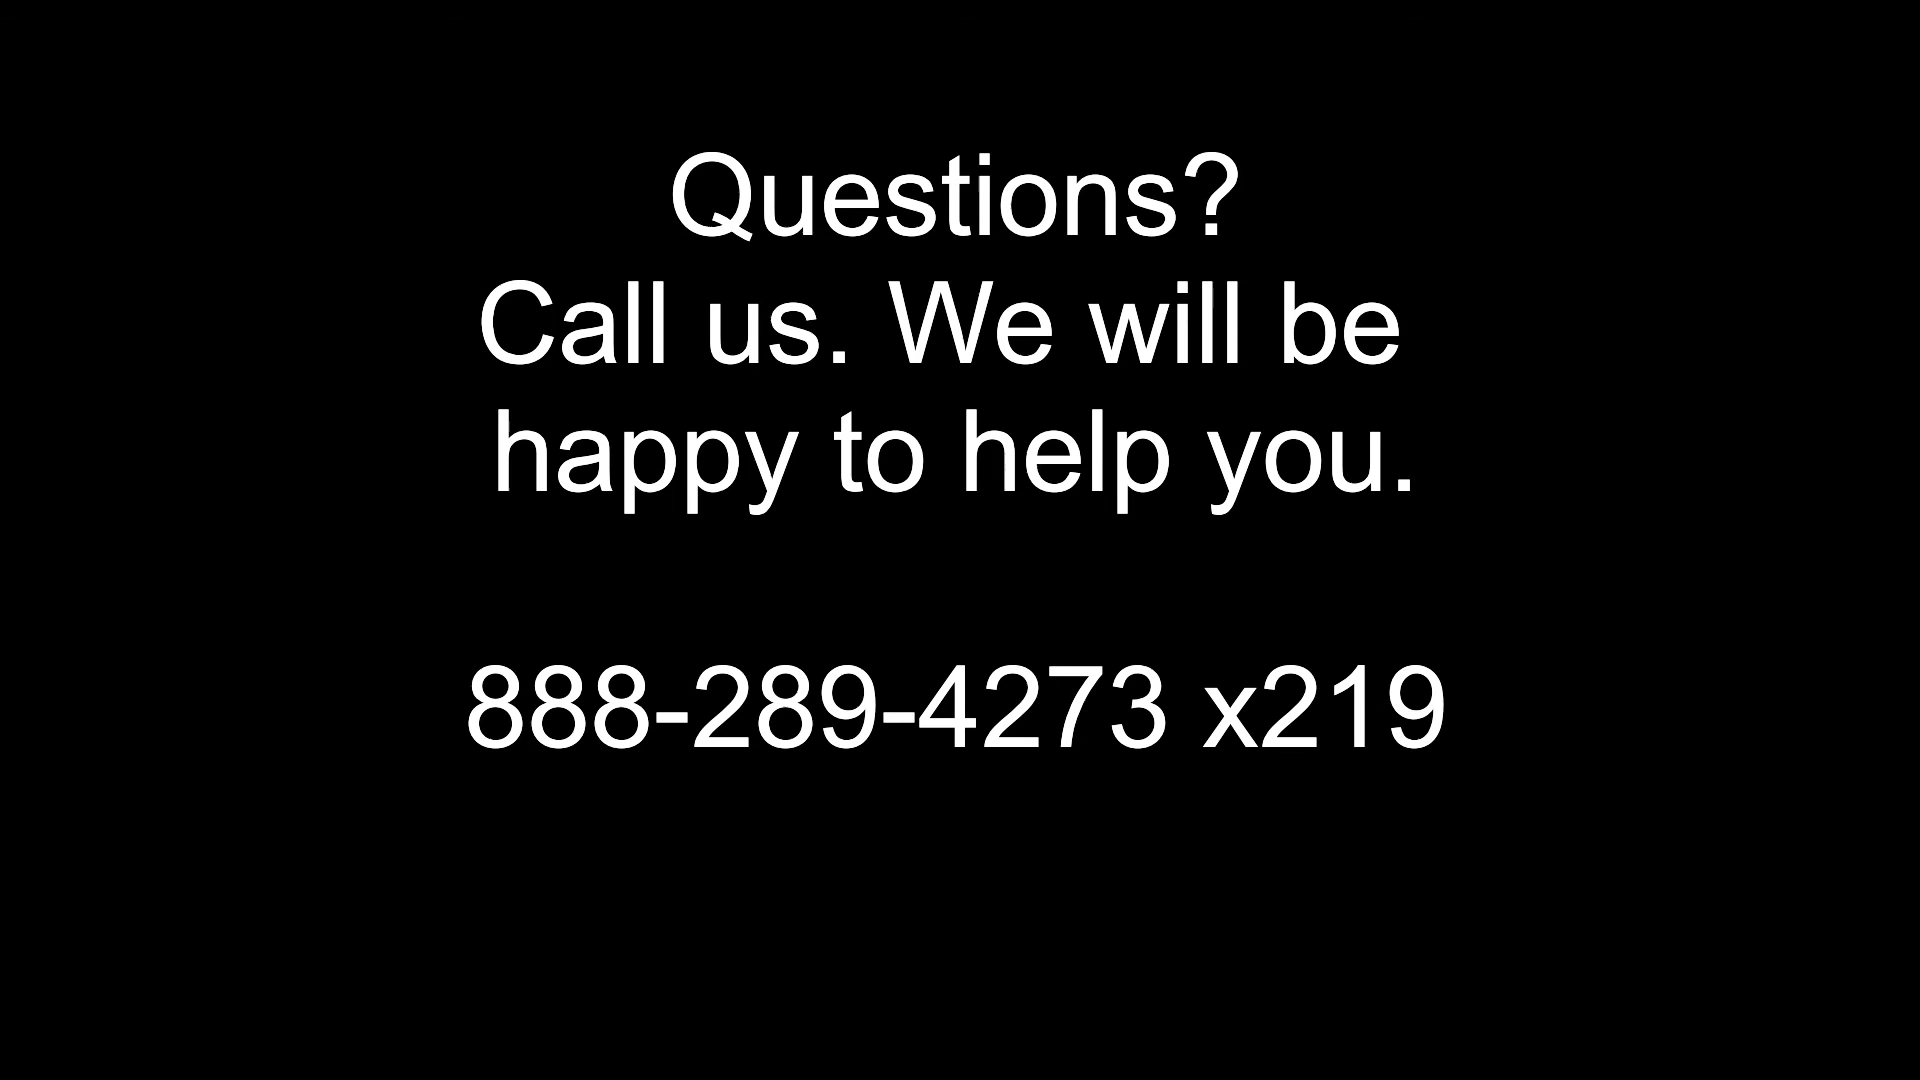 Questions?
Call us. We will be
happy to help you.
888-289-4273 x219